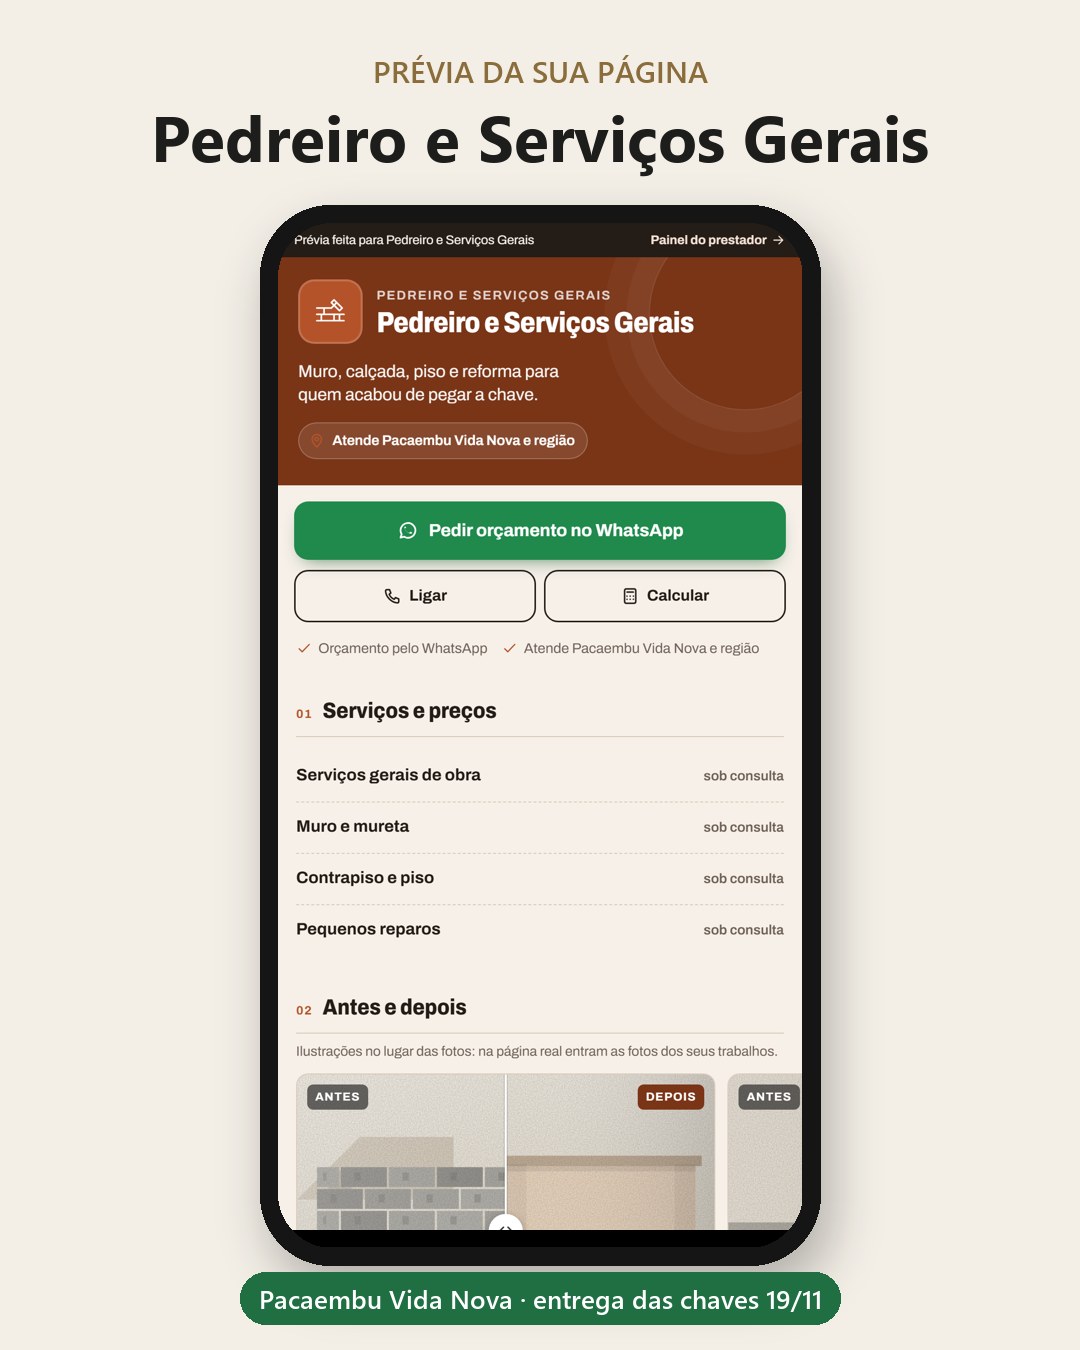 PRÉVIA DA SUA PÁGINA
Pedreiro e Serviços Gerais
Prévia feita para Pedreiro e Serviços Gerais
Painel do prestador →
PEDREIRO E SERVIÇOS GERAIS
Pedreiro e Serviços Gerais
Muro, calçada, piso e reforma para
quem acabou de pegar a chave.
Atende Pacaembu Vida Nova e região
Pedir orçamento no WhatsApp
Ligar
Calcular
Orçamento pelo WhatsApp
Atende Pacaembu Vida Nova e região
01 Serviços e preços
Serviços gerais de obra sob consulta
Muro e mureta sob consulta
Contrapiso e piso sob consulta
Pequenos reparos sob consulta
02 Antes e depois
Ilustrações no lugar das fotos: na página real entram as fotos dos seus trabalhos.
ANTES
DEPOIS
ANTES
Pacaembu Vida Nova · entrega das chaves 19/11